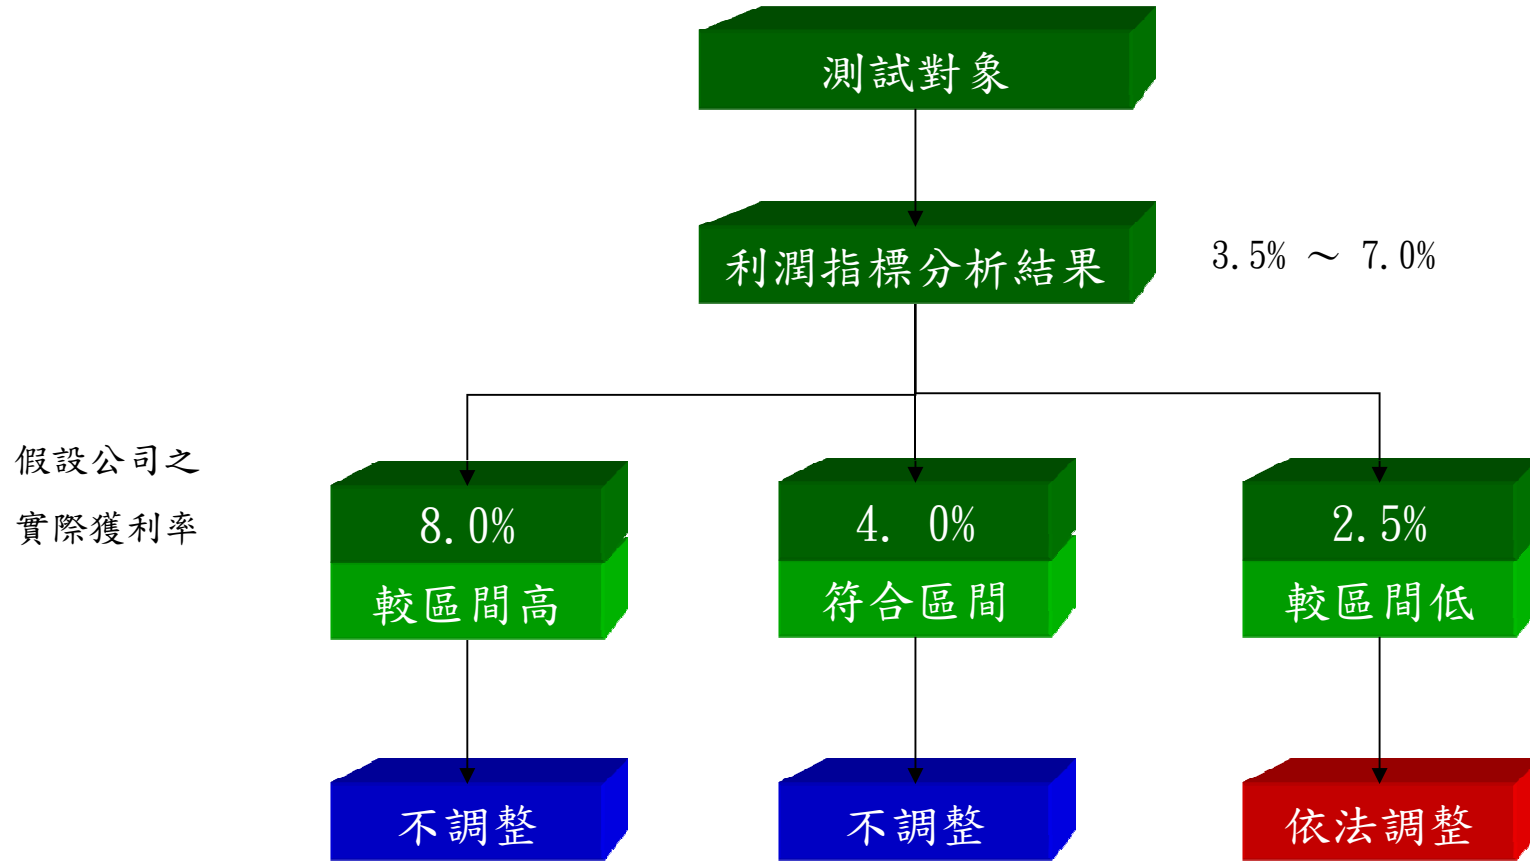 測試對象
利潤指標分析結果
3.5% ～ 7.0%
假設公司之
實際獲利率
8.0%
較區間高
4. 0%
符合區間
2.5%
較區間低
不調整
不調整
依法調整